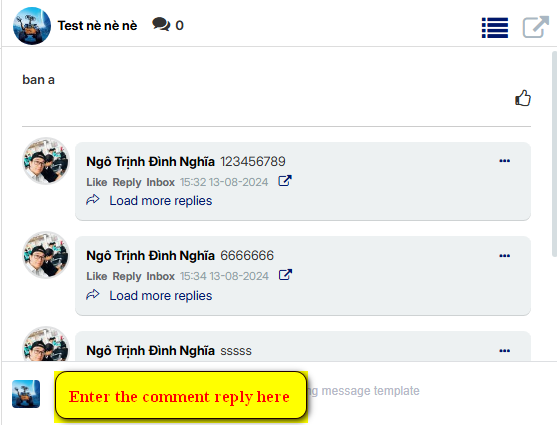 Test nè nè nè 0
ban a
Ngô Trịnh Đình Nghĩa 123456789
Like Reply Inbox 15:32 13-08-2024
Load more replies
Ngô Trịnh Đình Nghĩa 6666666
Like Reply Inbox 15:34 13-08-2024
Load more replies
Ngô Trịnh Đình Nghĩa sssss
Enter the comment reply here
message template